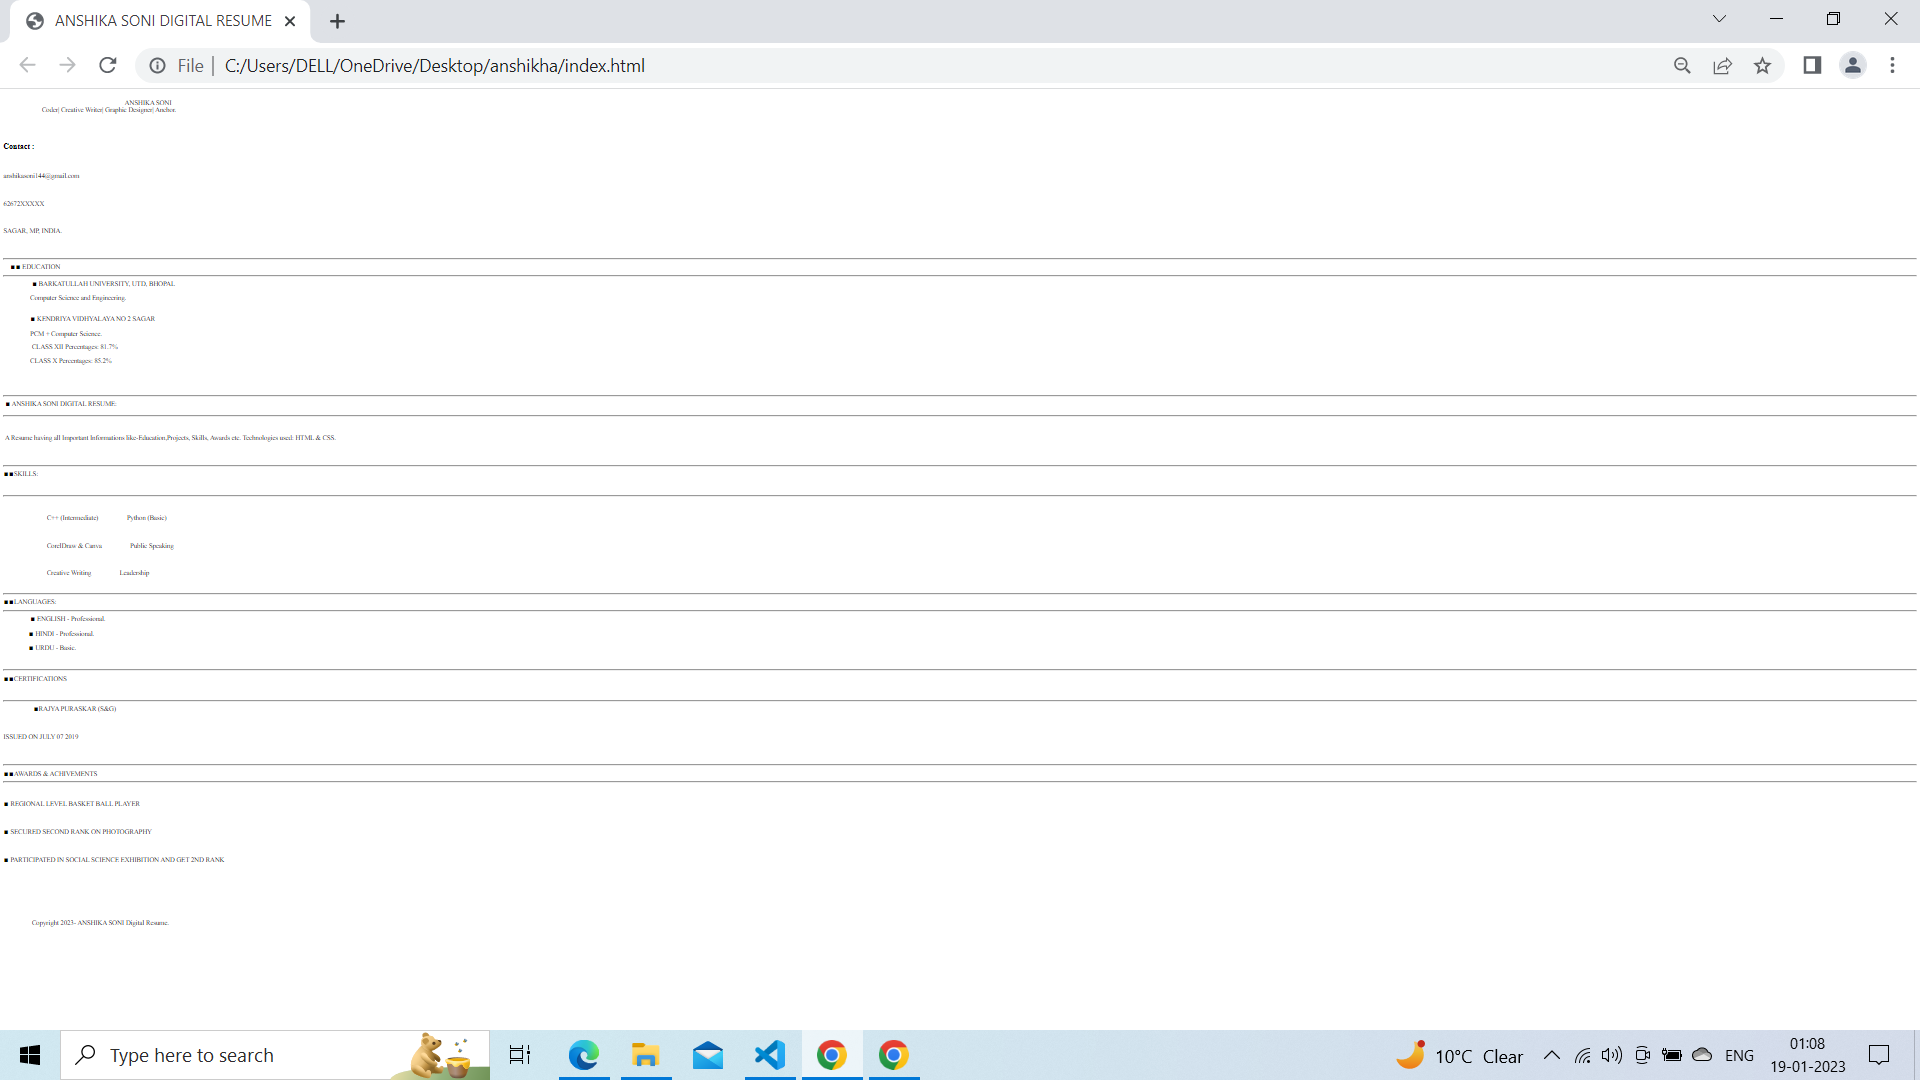 ANSHIKA SONI DIGITAL RESUME
File | C:/Users/DELL/OneDrive/Desktop/anshikha/index.html
ANSHIKA SONI
Coder| Creative Writer| Graphic Designer| Anchor.
Contact :
anshikasoni144@gmail.com
62672XXXXX
SAGAR, MP, INDIA.
■■ EDUCATION
■ BARKATULLAH UNIVERSITY, UTD, BHOPAL
Computer Science and Engineering.
■ KENDRIYA VIDHYALAYA NO 2 SAGAR
PCM + Computer Science.
CLASS XII Percentages: 81.7%
CLASS X Percentages: 85.2%
■ ANSHIKA SONI DIGITAL RESUME:
A Resume having all Important Informations like-Education,Projects, Skills, Awards etc. Technologies used: HTML & CSS.
■■SKILLS:
C++ (Intermediate) Python (Basic)
CorelDraw & Canva Public Speaking
Creative Writing Leadership
■■LANGUAGES:
■ ENGLISH - Professional.
■ HINDI - Professional.
■ URDU - Basic.
■■CERTIFICATIONS
■RAJYA PURASKAR (S&G)
ISSUED ON JULY 07 2019
■■AWARDS & ACHIVEMENTS
■ REGIONAL LEVEL BASKET BALL PLAYER
■ SECURED SECOND RANK ON PHOTOGRAPHY
■ PARTICIPATED IN SOCIAL SCIENCE EXHIBITION AND GET 2ND RANK
Copyright 2023- ANSHIKA SONI Digital Resume.
Type here to search
10°C Clear
ENG
01:08
19-01-2023